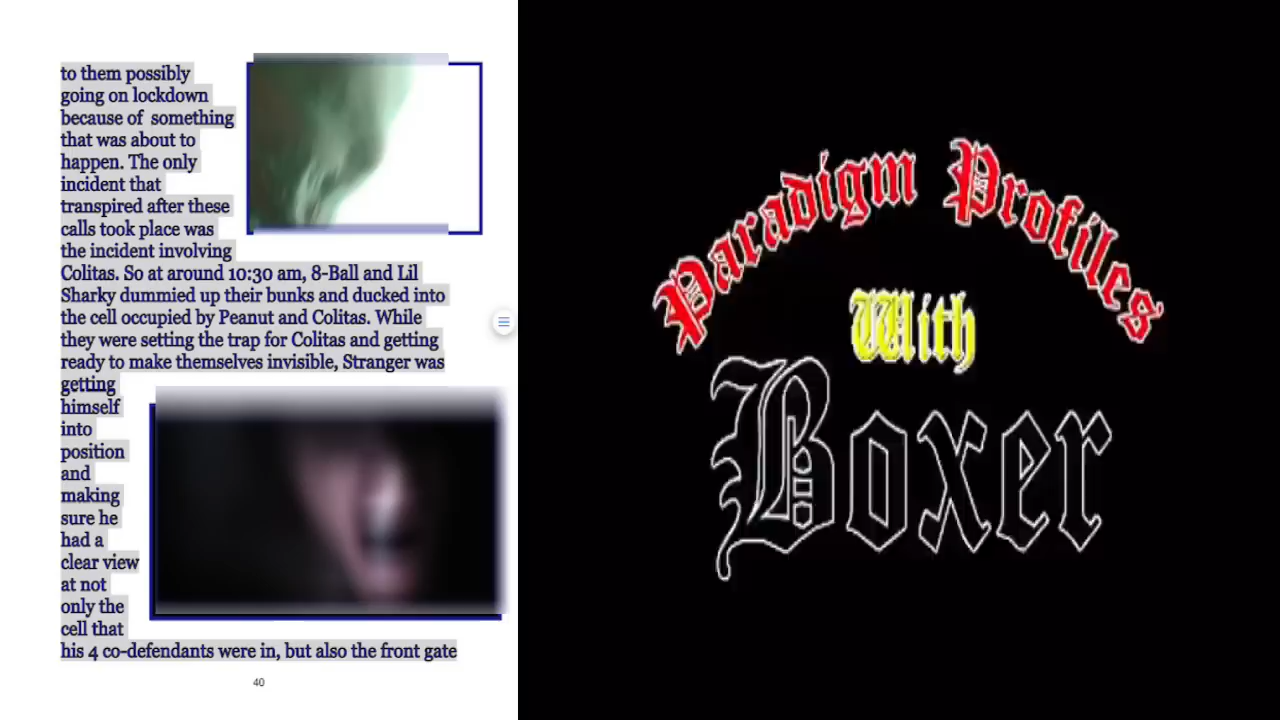 to them possibly
going on lockdown
because of something
that was about to
happen. The only
incident that
transpired after these
calls took place was
the incident involving
Colitas. So at around 10:30 am, 8-Ball and Lil
Sharky dummied up their bunks and ducked into
the cell occupied by Peanut and Colitas. While
they were setting the trap for Colitas and getting
ready to make themselves invisible, Stranger was
getting
himself
into
position
and
making
sure he
had a
clear view
at not
only the
cell that
his 4 co-defendants were in, but also the front gate
40
Paradigm Profiles
With
Boxer